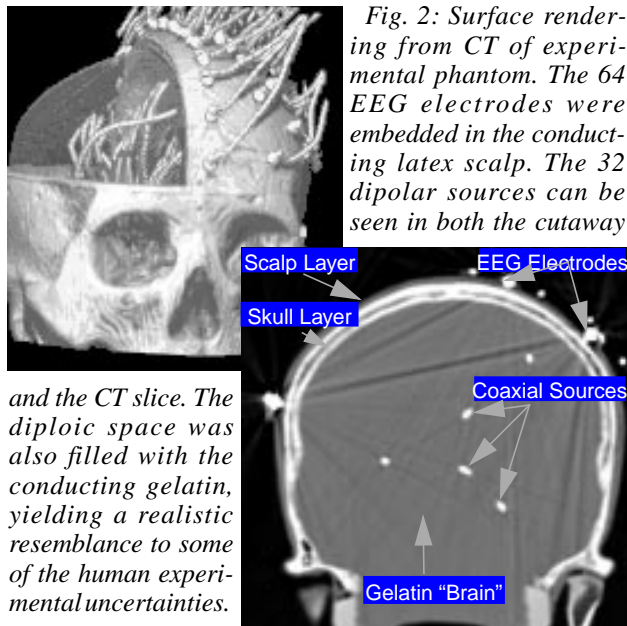 Fig. 2: Surface render-
ing from CT of experi-
mental phantom. The 64
EEG electrodes were
embedded in the conduct-
ing latex scalp. The 32
dipolar sources can be
seen in both the cutaway
Scalp Layer
EEG Electrodes
Skull Layer
Coaxial Sources
Gelatin “Brain”
and the CT slice. The
diploic space was
also filled with the
conducting gelatin,
yielding a realistic
resemblance to some
of the human experi-
mental uncertainties.